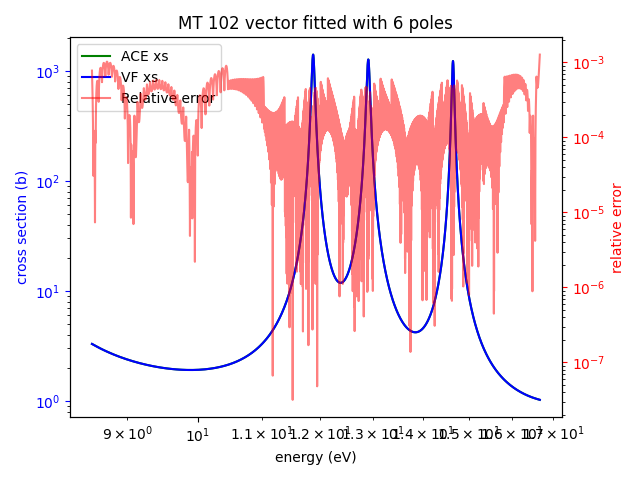 MT 102 vector fitted with 6 poles
ACE xs
VF xs
Relative error
cross section (b)
10³
10²
10¹
10⁰
10⁻³
10⁻⁴
10⁻⁵
10⁻⁶
10⁻⁷
relative error
9 × 10⁰ 10¹ 1.1 × 10¹ 1.2 × 10¹ 1.3 × 10¹ 1.4 × 10¹ 1.5 × 10¹ 1.6 × 10¹ 1.7 × 10¹
energy (eV)